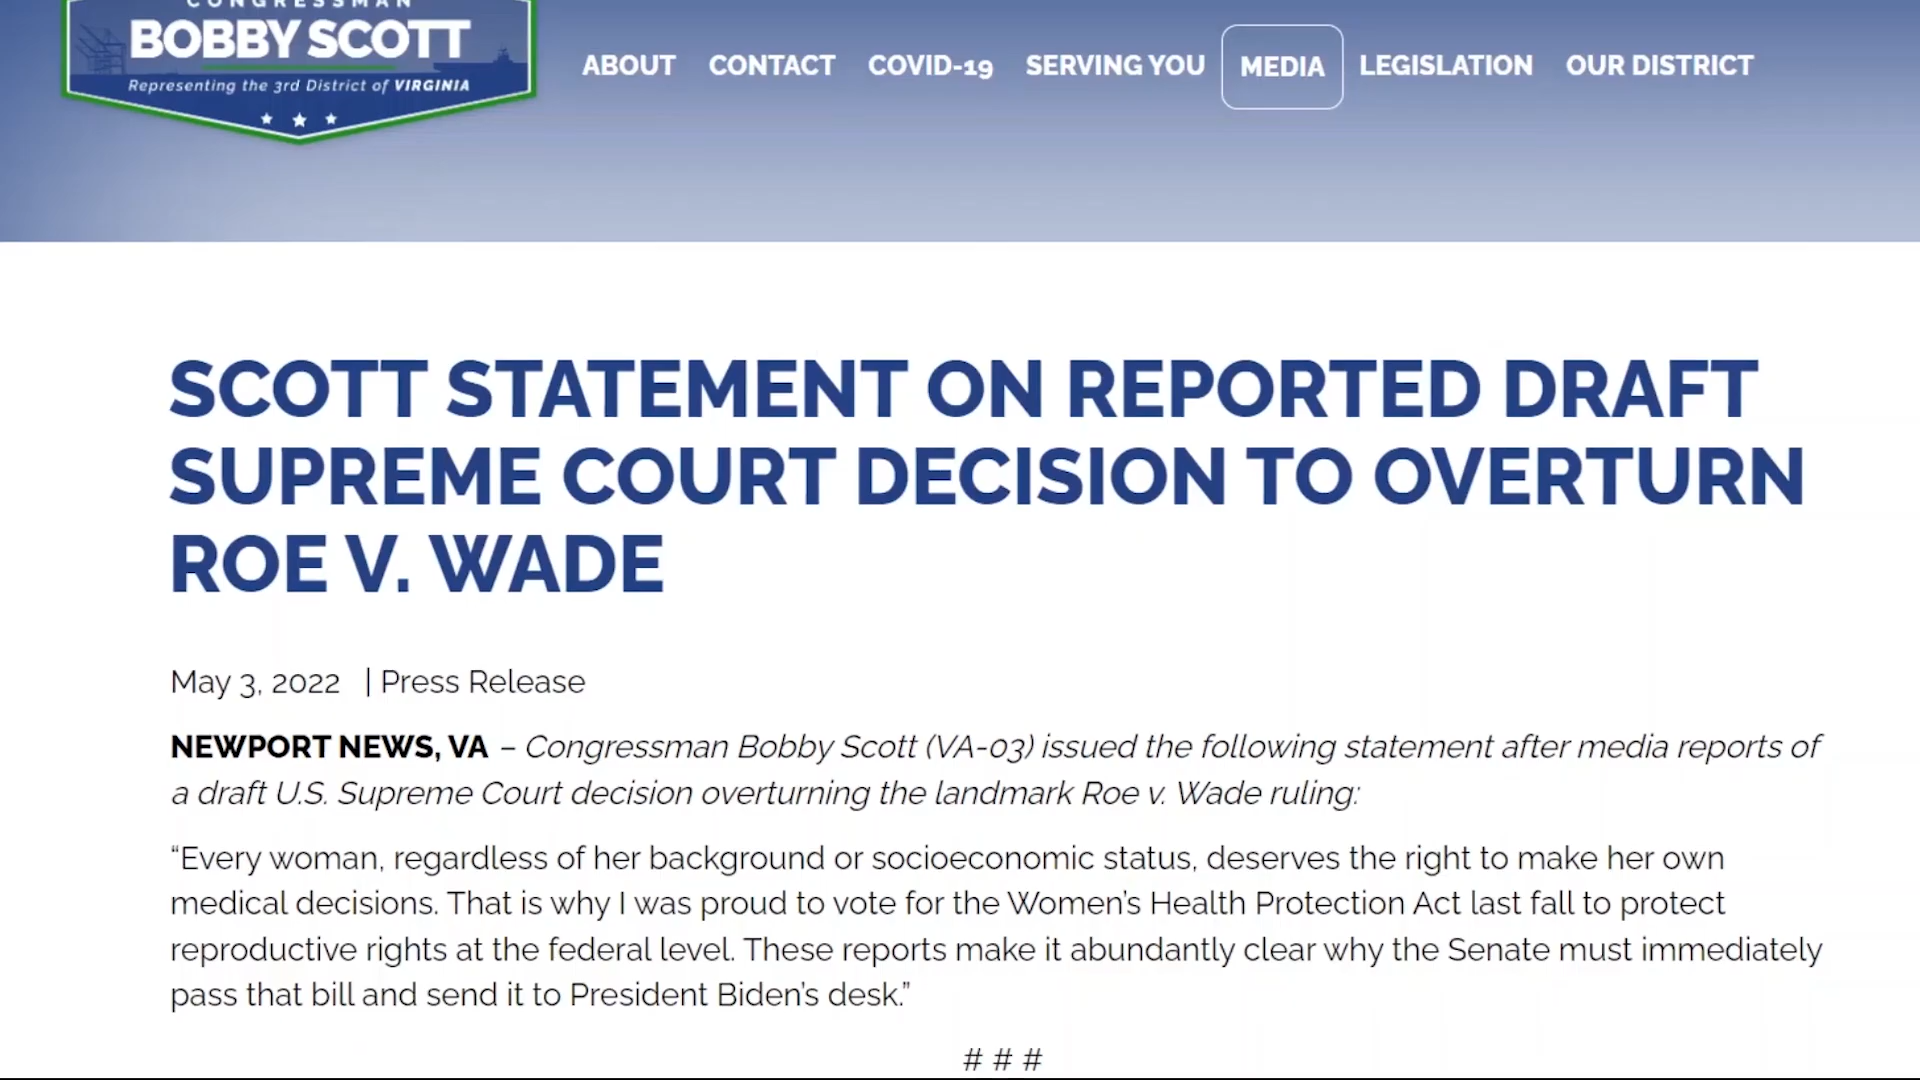 CONGRESSMAN
BOBBY SCOTT
Representing the 3rd District of VIRGINIA
ABOUT CONTACT COVID-19 SERVING YOU MEDIA LEGISLATION OUR DISTRICT
SCOTT STATEMENT ON REPORTED DRAFT
SUPREME COURT DECISION TO OVERTURN
ROE V. WADE
May 3, 2022 | Press Release
NEWPORT NEWS, VA – Congressman Bobby Scott (VA-03) issued the following statement after media reports of
a draft U.S. Supreme Court decision overturning the landmark Roe v. Wade ruling:
“Every woman, regardless of her background or socioeconomic status, deserves the right to make her own
medical decisions. That is why I was proud to vote for the Women’s Health Protection Act last fall to protect
reproductive rights at the federal level. These reports make it abundantly clear why the Senate must immediately
pass that bill and send it to President Biden’s desk.”
# # #